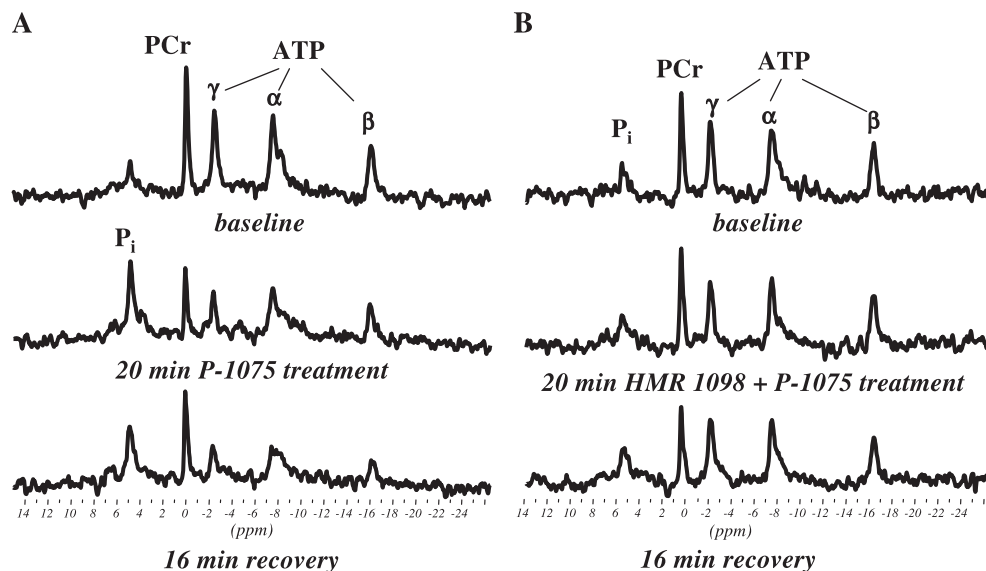 A
B
PCr
ATP
γ
α
β
PCr
ATP
γ
α
β
Pi
baseline
baseline
Pi
20 min P-1075 treatment
20 min HMR 1098 + P-1075 treatment
14 12 10 8 6 4 2 0 -2 -4 -6 -8 -10 -12 -14 -16 -18 -20 -22 -24
(ppm)
14 12 10 8 6 4 2 0 -2 -4 -6 -8 -10 -12 -14 -16 -18 -20 -22 -24
(ppm)
16 min recovery
16 min recovery